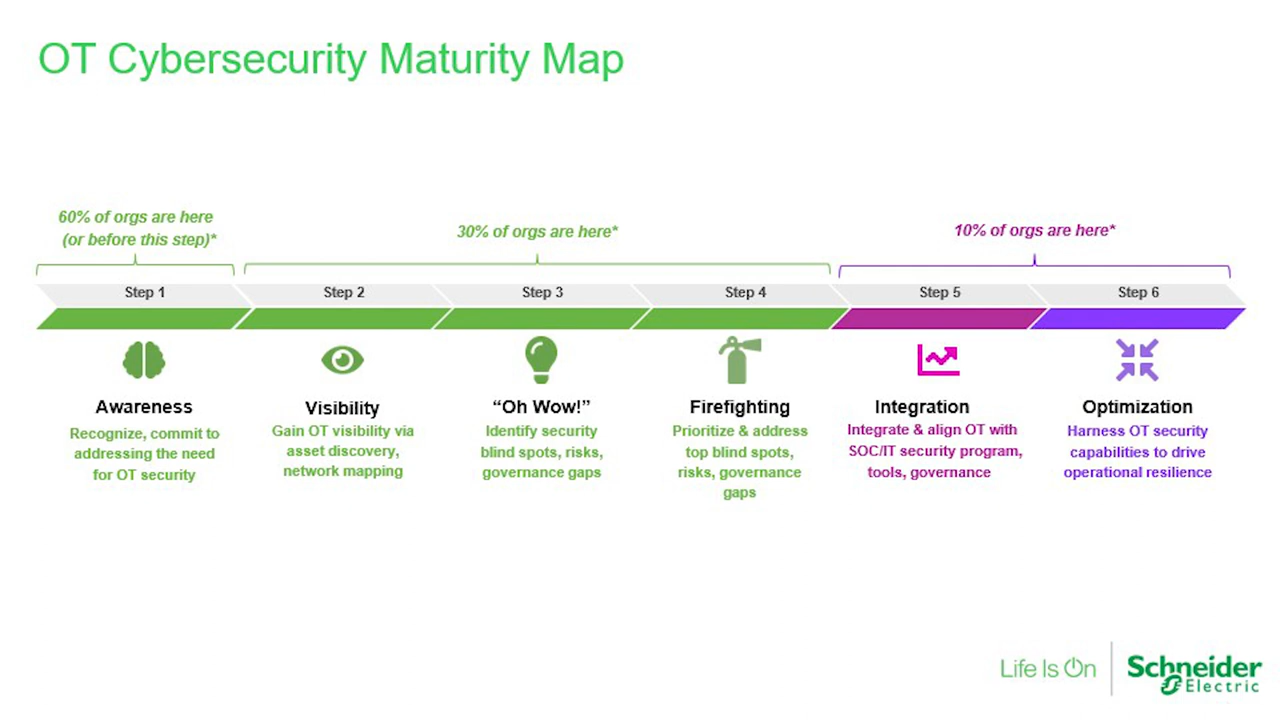 OT Cybersecurity Maturity Map
60% of orgs are here
(or before this step)*
30% of orgs are here*
10% of orgs are here*
Step 1
Step 2
Step 3
Step 4
Step 5
Step 6
Awareness
Recognize, commit to
addressing the need
for OT security
Visibility
Gain OT visibility via
asset discovery,
network mapping
“Oh Wow!”
Identify security
blind spots, risks,
governance gaps
Firefighting
Prioritize & address
top blind spots,
risks, governance
gaps
Integration
Integrate & align OT with
SOC/IT security program,
tools, governance
Optimization
Harness OT security
capabilities to drive
operational resilience
Life Is On
Schneider
Electric